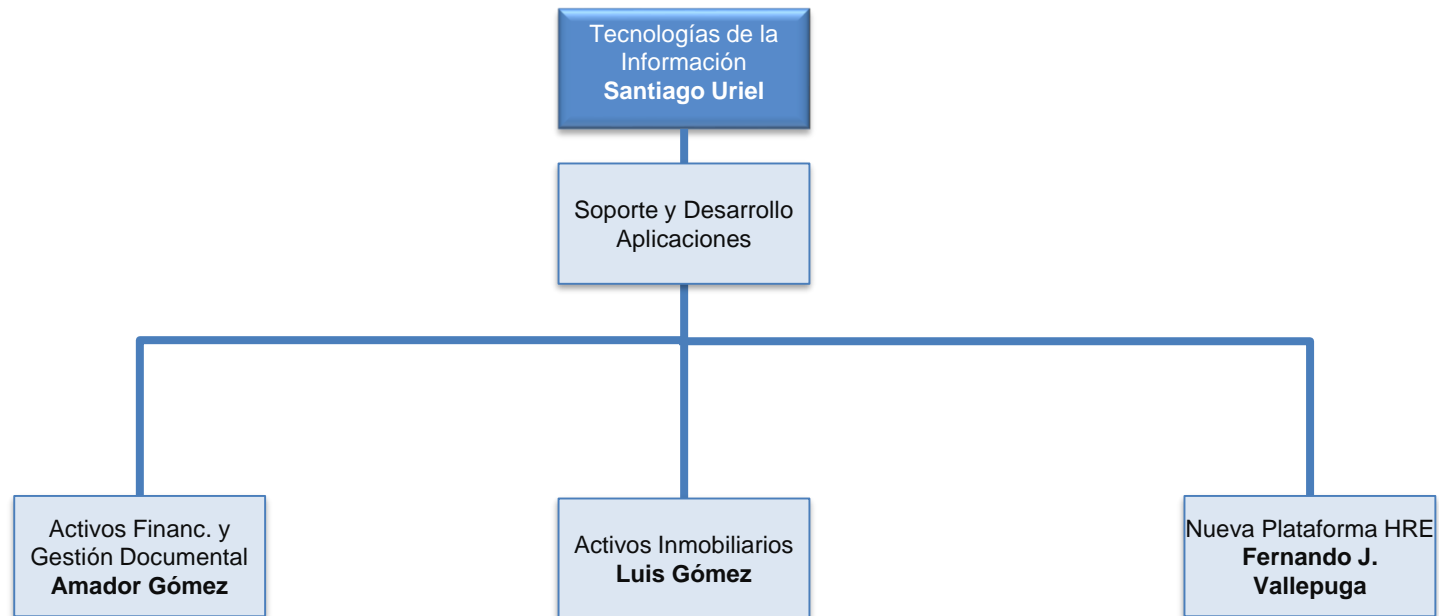 Tecnologías de la
Información
Santiago Uriel
Soporte y Desarrollo
Aplicaciones
Activos Financ. y
Gestión Documental
Amador Gómez
Activos Inmobiliarios
Luis Gómez
Nueva Plataforma HRE
Fernando J.
Vallepuga